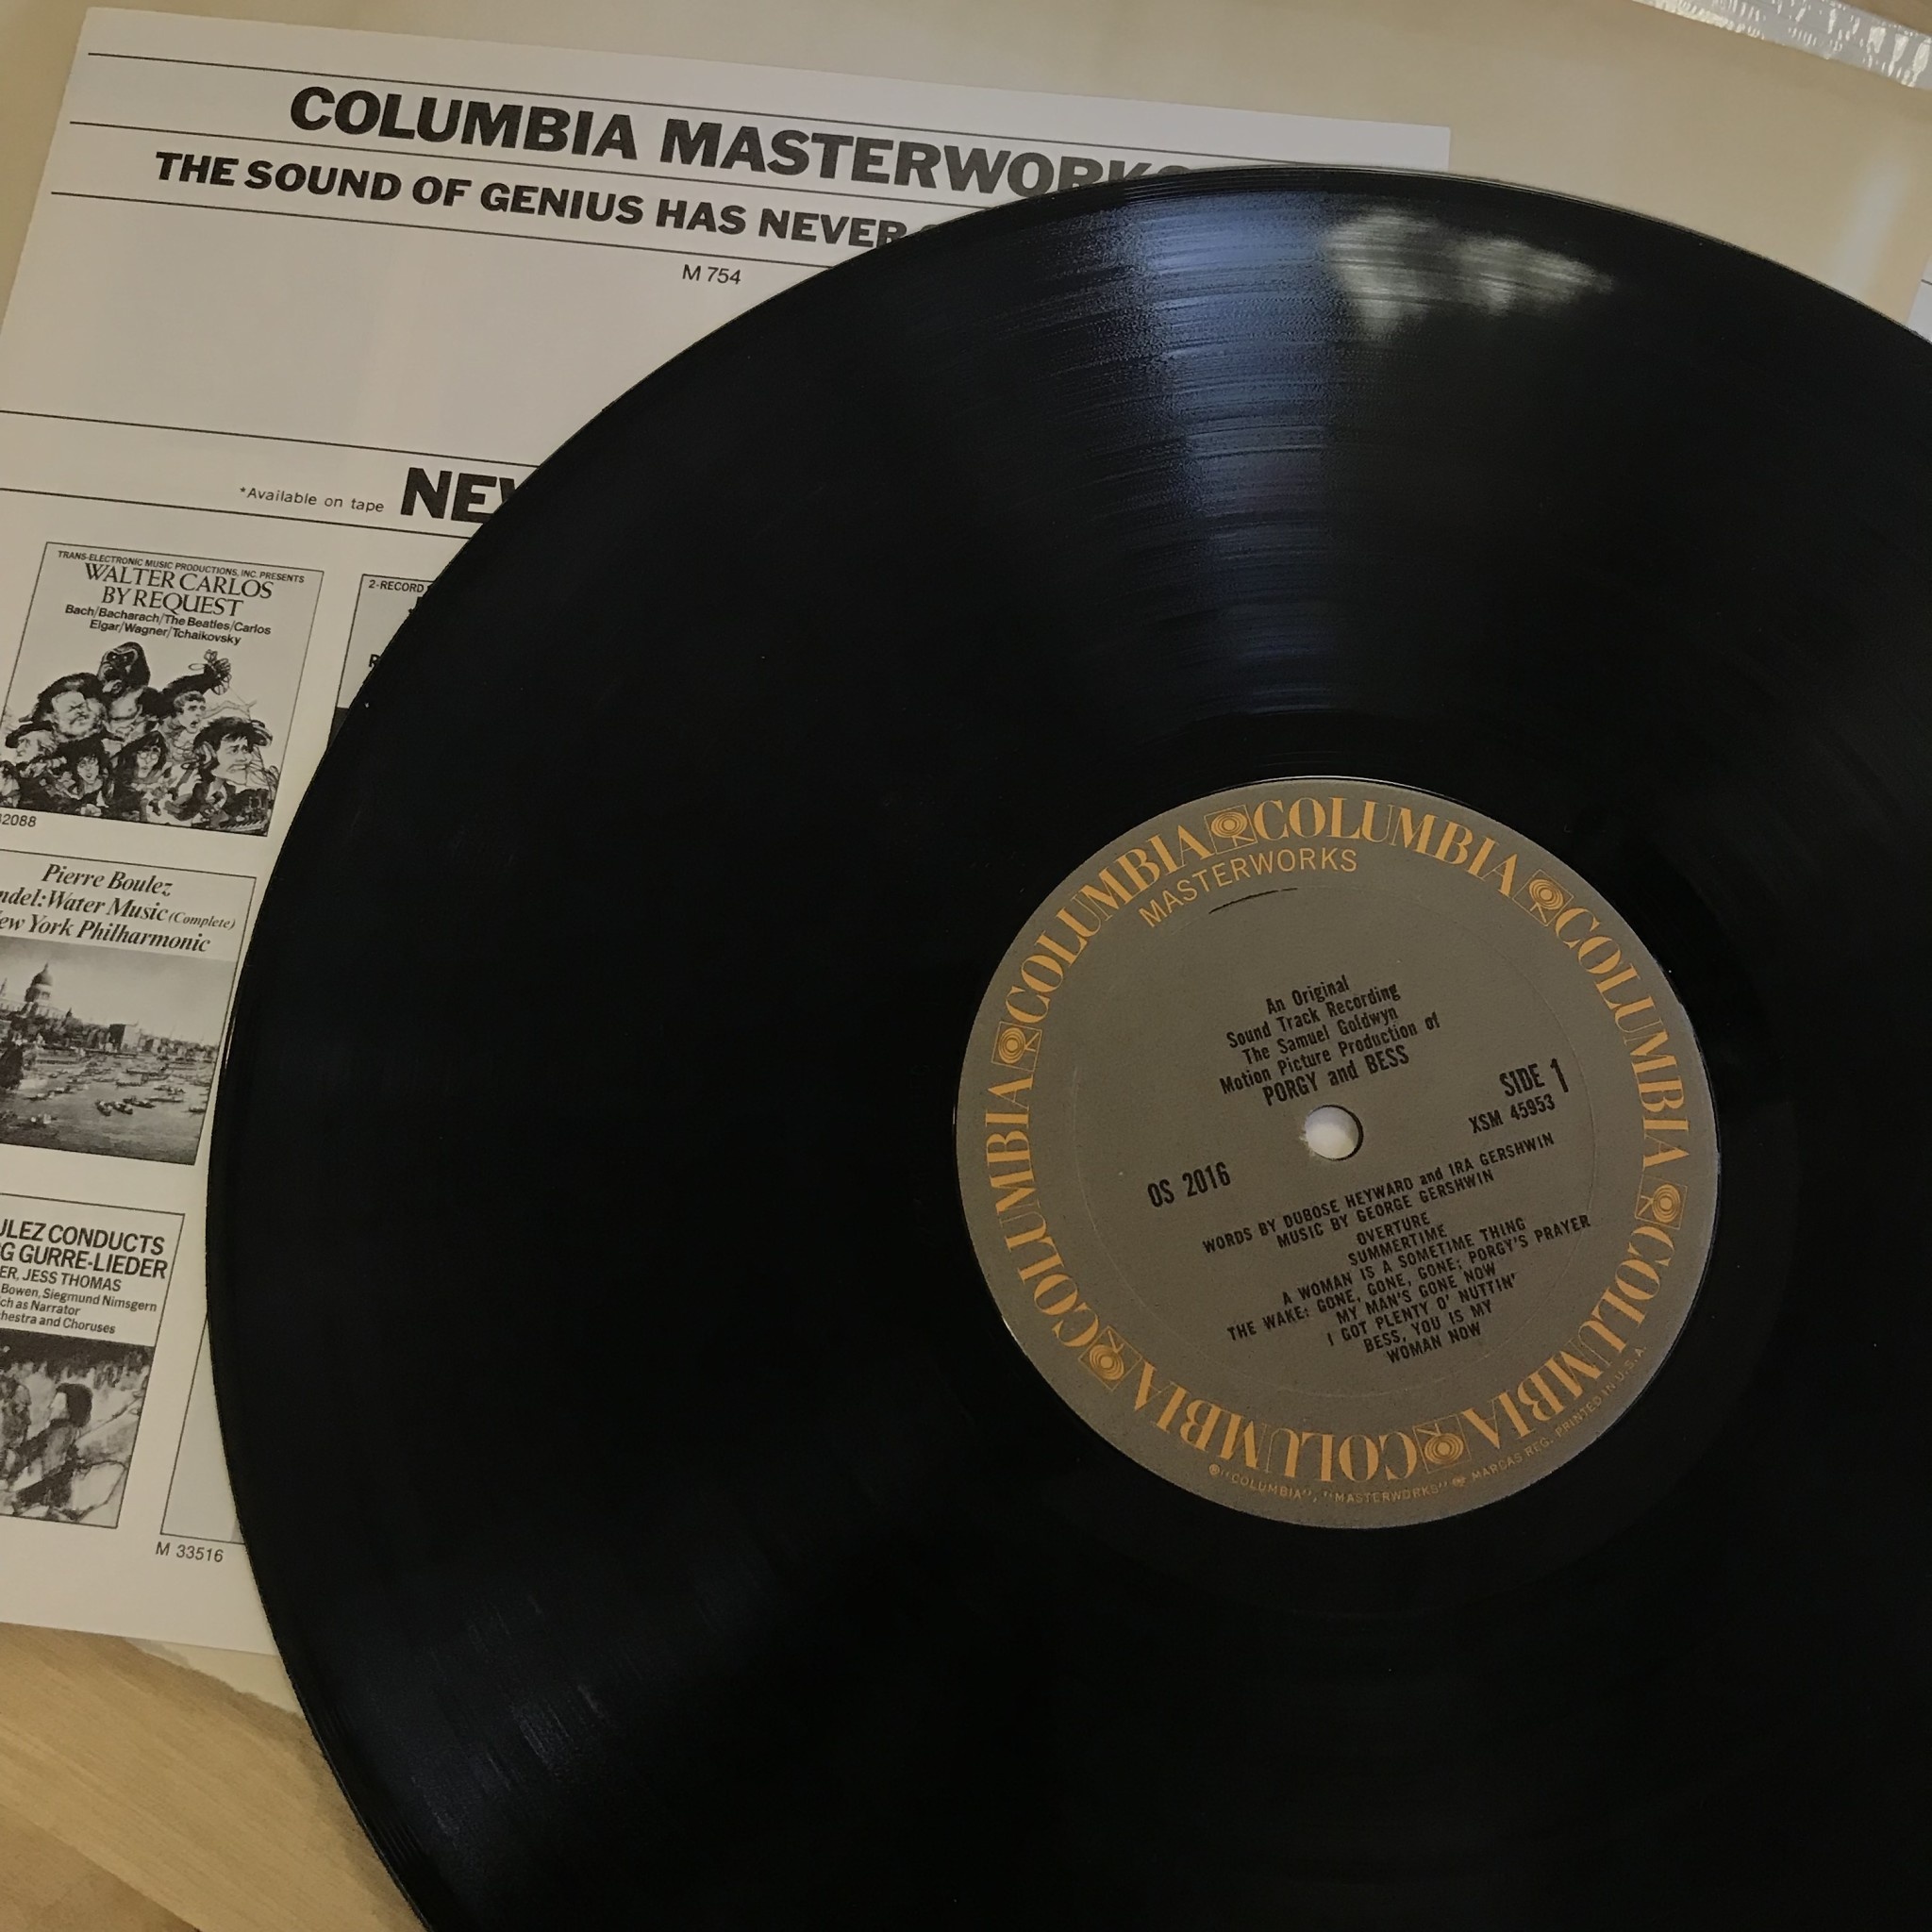 COLUMBIA MASTERWORKS
THE SOUND OF GENIUS HAS NEVER
M 754
*Available on tape
TRANS-ELECTRONIC MUSIC PRODUCTIONS, INC. PRESENTS
WALTER CARLOS
BY REQUEST
Bach/Bacharach/The Beatles/Carlos
Elgar/Wagner/Tchaikovsky
2088
2-RECORD
Pierre Boulez
ndel: Water Music (Complete)
ew York Philharmonic
ULEZ CONDUCTS
G GURRE-LIEDER
ER, JESS THOMAS
Bowen, Siegmund Nimsgern
ch as Narrator
hestra and Choruses
M 33516
COLUMBIA COLUMBIA COLUMBIA COLUMBIA COLUMBIA COLUMBIA
MASTERWORKS
An Original
Sound Track Recording
The Samuel Goldwyn
Motion Picture Production of
PORGY and BESS
SIDE 1
XSM 45953
OS 2016
WORDS BY DUBOSE HEYWARD and IRA GERSHWIN
MUSIC BY GEORGE GERSHWIN
OVERTURE
SUMMERTIME
A WOMAN IS A SOMETIME THING
THE WAKE: GONE, GONE, GONE; PORGY'S PRAYER
MY MAN'S GONE NOW
I GOT PLENTY O' NUTTIN'
BESS, YOU IS MY
WOMAN NOW
"COLUMBIA", "MASTERWORKS" MARCAS REG. PRINTED IN U.S.A.